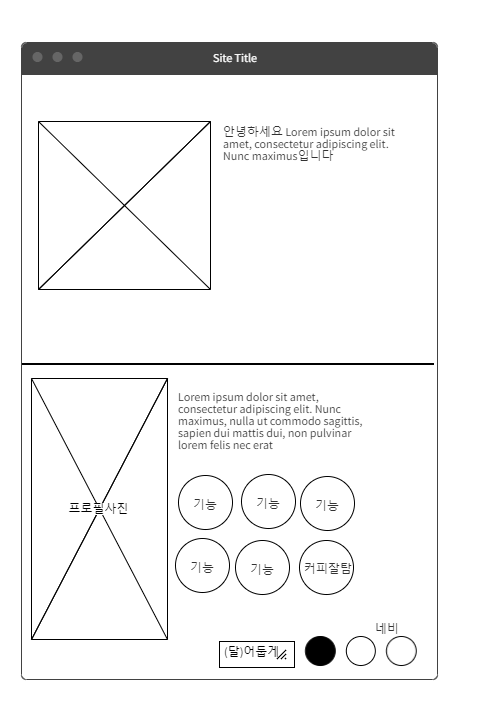 Site Title
안녕하세요 Lorem ipsum dolor sit
amet, consectetur adipiscing elit.
Nunc maximus입니다
Lorem ipsum dolor sit amet,
consectetur adipiscing elit. Nunc
maximus, nulla ut commodo sagittis,
sapien dui mattis dui, non pulvinar
lorem felis nec erat
프로필사진
기능 기능 기능
기능 기능 커피잘탐
네비
(달)어둡게